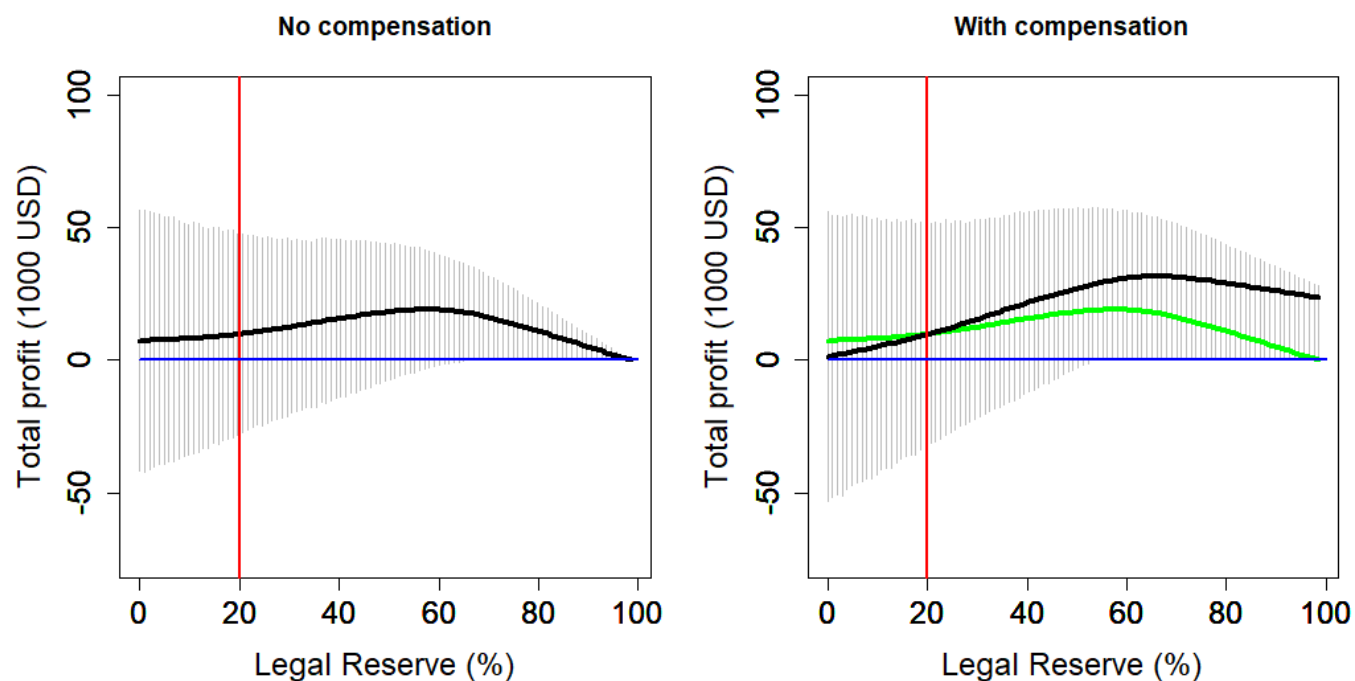 No compensation
Total profit (1000 USD)
100
50
0
-50
0 20 40 60 80 100
Legal Reserve (%)
With compensation
Total profit (1000 USD)
100
50
0
-50
0 20 40 60 80 100
Legal Reserve (%)